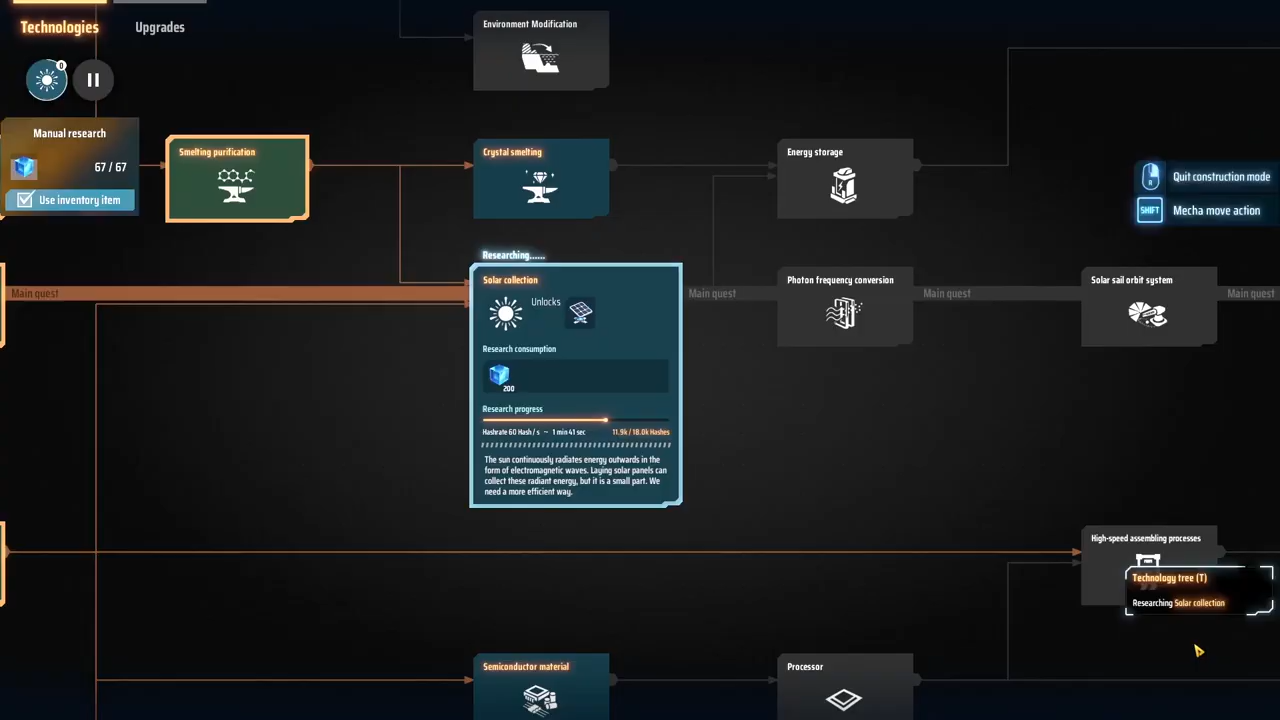 Technologies
Upgrades
0
Manual research
67 / 67
Use inventory item
Smelting purification
Environment Modification
Crystal smelting
Energy storage
R
Quit construction mode
SHIFT
Mecha move action
Main quest
Researching......
Solar collection
Unlocks
Research consumption
200
Research progress
Hashrate 60 Hash / s ~ 1 min 41 sec
11.9k / 18.0k Hashes
The sun continuously radiates energy outwards in the
form of electromagnetic waves. Laying solar panels can
collect these radiant energy, but it is a small part. We
need a more efficient way.
Main quest
Photon frequency conversion
Main quest
Solar sail orbit system
Main quest
High-speed assembling processes
Technology tree (T)
Researching Solar collection
Semiconductor material
Processor